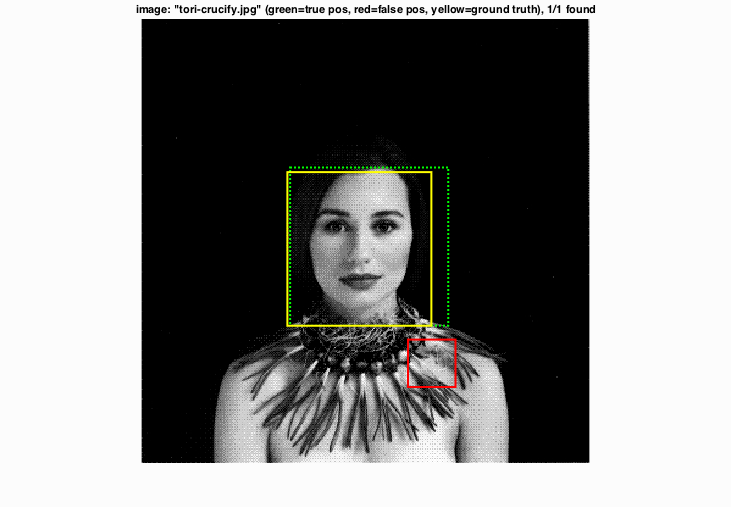 image: "tori-crucify.jpg" (green=true pos, red=false pos, yellow=ground truth), 1/1 found